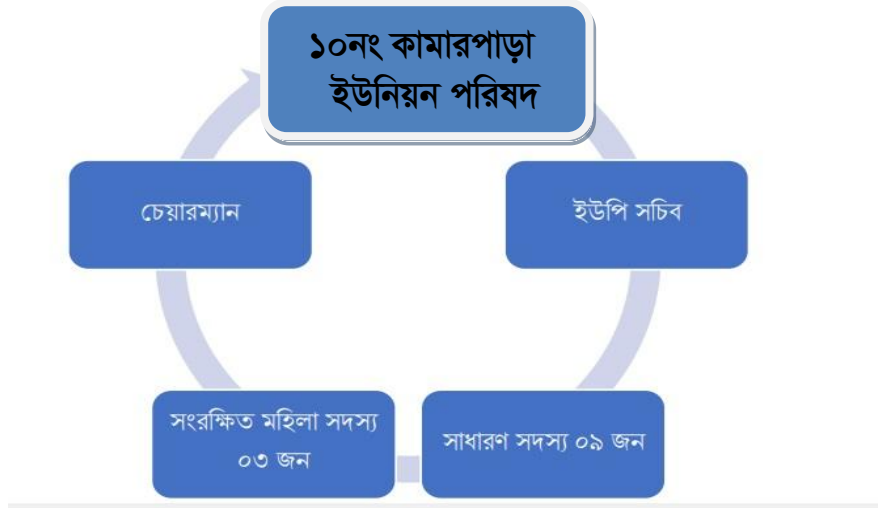 ১০নং কামারপাড়া
ইউনিয়ন পরিষদ
চেয়ারম্যান
ইউপি সচিব
সংরক্ষিত মহিলা সদস্য
০৩ জন
সাধারণ সদস্য ০৯ জন